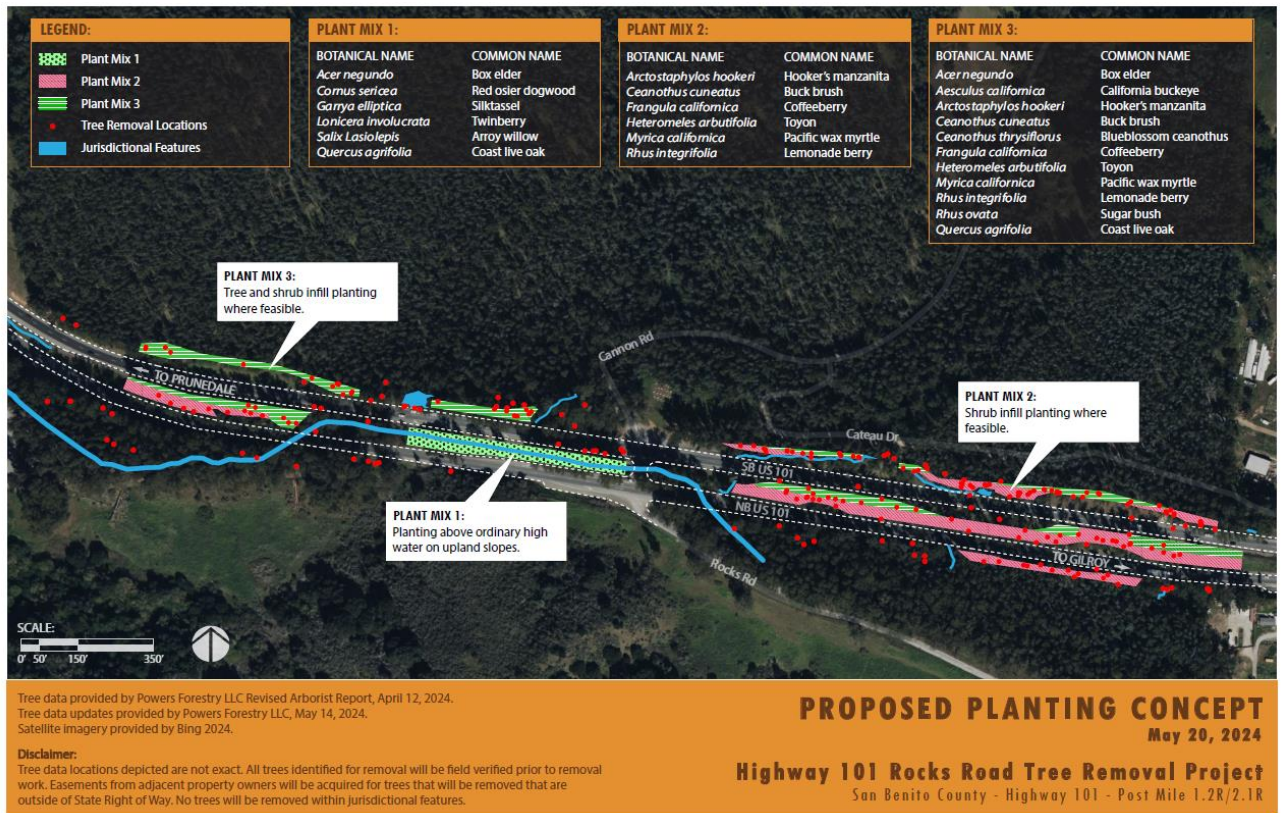 LEGEND:
Plant Mix 1
Plant Mix 2
Plant Mix 3
Tree Removal Locations
Jurisdictional Features
PLANT MIX 1:
BOTANICAL NAME COMMON NAME
Acer negundo Box elder
Cornus sericea Red osier dogwood
Garrya elliptica Silktassel
Lonicera involucrata Twinberry
Salix Lasiolepis Arroy willow
Quercus agrifolia Coast live oak
PLANT MIX 2:
BOTANICAL NAME COMMON NAME
Arctostaphylos hookeri Hooker's manzanita
Ceanothus cuneatus Buck brush
Frangula californica Coffeeberry
Heteromeles arbutifolia Toyon
Myrica californica Pacific wax myrtle
Rhus integrifolia Lemonade berry
PLANT MIX 3:
BOTANICAL NAME COMMON NAME
Acer negundo Box elder
Aesculus californica California buckeye
Arctostaphylos hookeri Hooker's manzanita
Ceanothus cuneatus Buck brush
Ceanothus thrysiflorus Blueblossom ceanothus
Frangula californica Coffeeberry
Heteromeles arbutifolia Toyon
Myrica californica Pacific wax myrtle
Rhus integrifolia Lemonade berry
Rhus ovata Sugar bush
Quercus agrifolia Coast live oak
PLANT MIX 3:
Tree and shrub infill planting
where feasible.
Cannon Rd
TO PRUNEDALE
PLANT MIX 2:
Shrub infill planting where
feasible.
Cateau Dr
SB US 101
NB US 101
PLANT MIX 1:
Planting above ordinary high
water on upland slopes.
TO GILROY
Rocks Rd
SCALE:
0' 50' 150' 350'
Tree data provided by Powers Forestry LLC Revised Arborist Report, April 12, 2024.
Tree data updates provided by Powers Forestry LLC, May 14, 2024.
Satellite imagery provided by Bing 2024.
Disclaimer:
Tree data locations depicted are not exact. All trees identified for removal will be field verified prior to removal
work. Easements from adjacent property owners will be acquired for trees that will be removed that are
outside of State Right of Way. No trees will be removed within jurisdictional features.
PROPOSED PLANTING CONCEPT
May 20, 2024
Highway 101 Rocks Road Tree Removal Project
San Benito County - Highway 101 - Post Mile 1.2R/2.1R